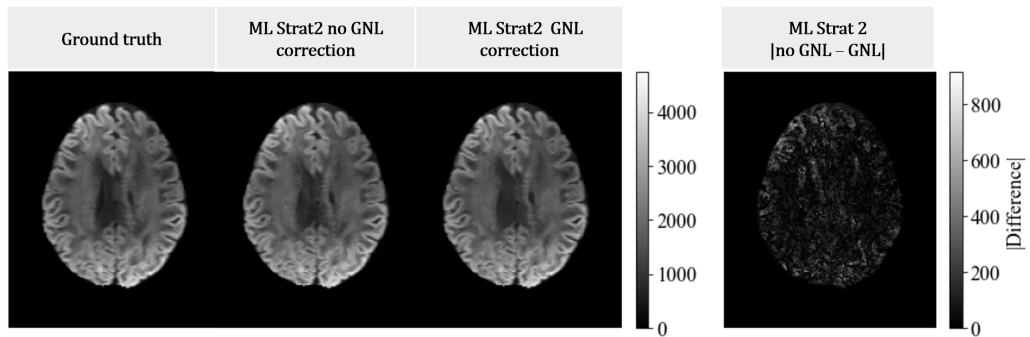 Ground truth
ML Strat2 no GNL
correction
ML Strat2  GNL
correction
ML Strat 2
|no GNL – GNL|
4000
3000
2000
1000
0
800
600
400
200
0
|Difference|